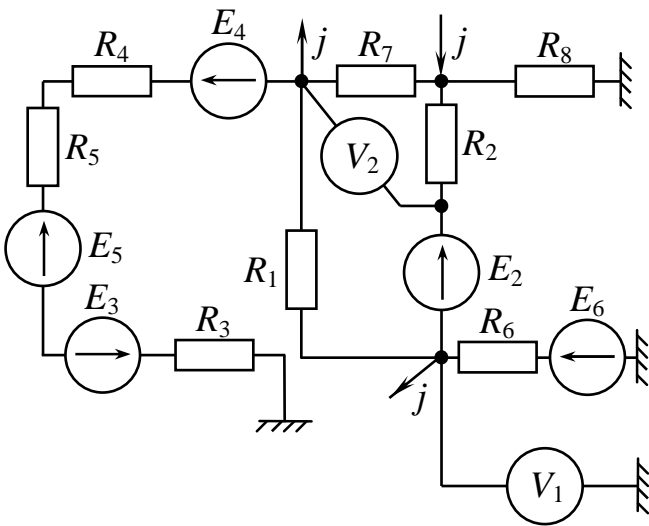 E₄
j
j
R₄
R₇
R₈
R₅
V₂
R₂
E₅
R₁
E₂
E₃
R₃
R₆
E₆
j
V₁